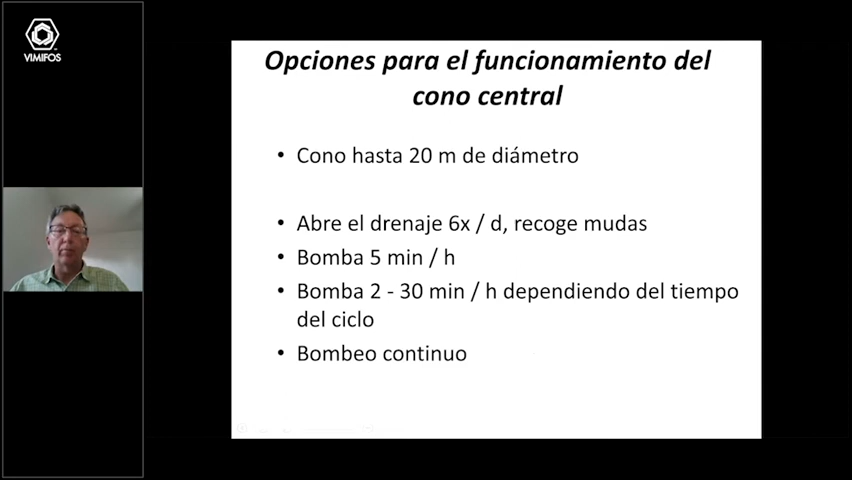 VIMIFOS
Opciones para el funcionamiento del
cono central
• Cono hasta 20 m de diámetro
• Abre el drenaje 6x / d, recoge mudas
• Bomba 5 min / h
• Bomba 2 - 30 min / h dependiendo del tiempo
del ciclo
• Bombeo continuo